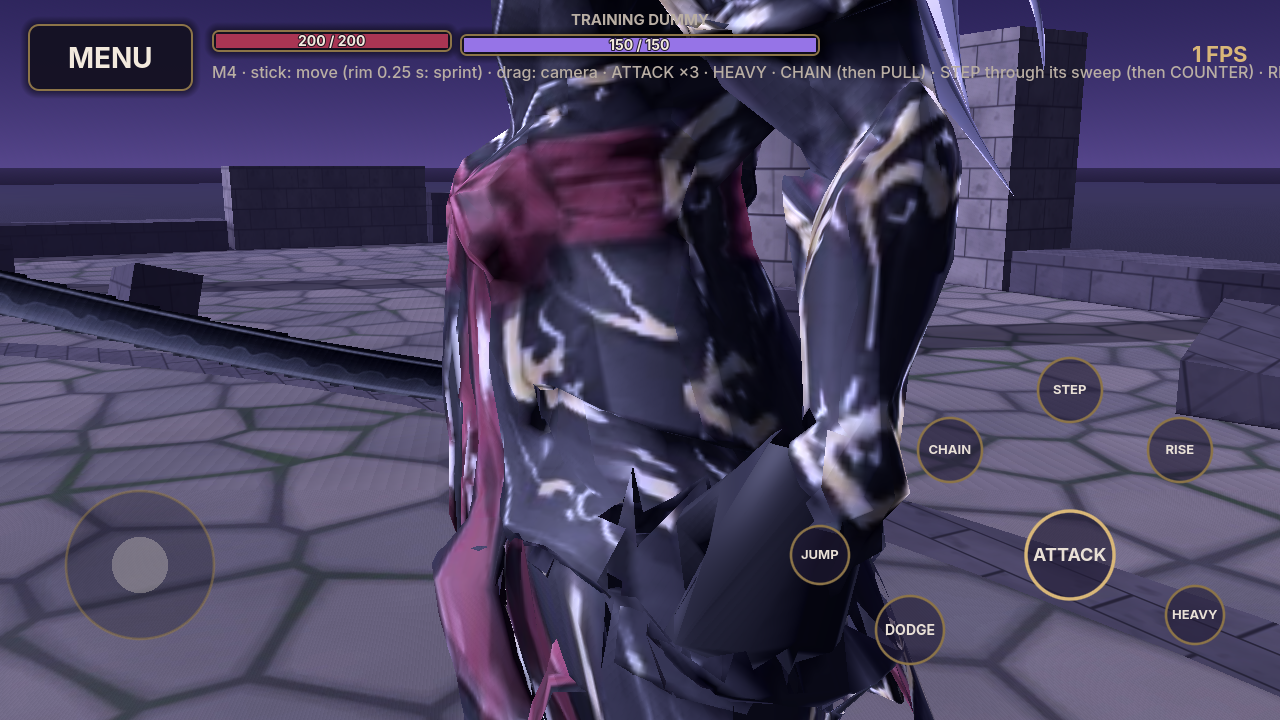 TRAINING DUMMY
MENU
200 / 200
150 / 150
1 FPS
M4 · stick: move (rim 0.25 s: sprint) · drag: camera · ATTACK ×3 · HEAVY · CHAIN (then PULL) · STEP through its sweep (then COUNTER) ·
STEP
CHAIN
RISE
JUMP
ATTACK
HEAVY
DODGE